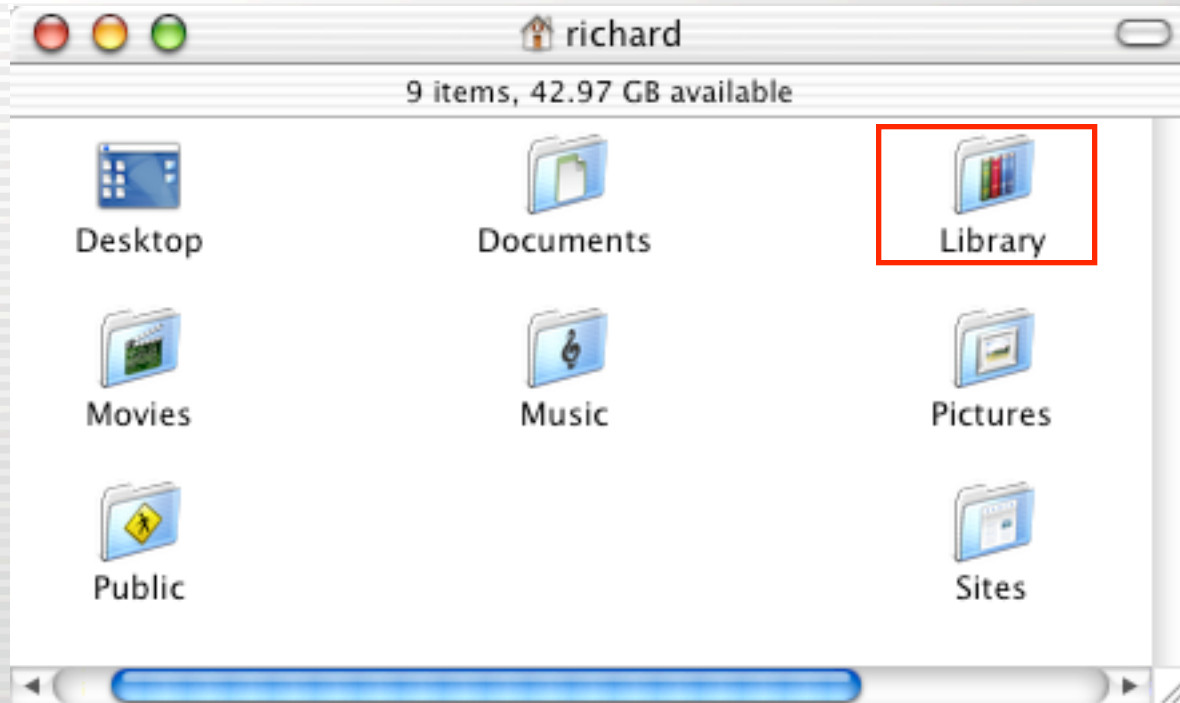 richard
9 items, 42.97 GB available
Desktop Documents Library
Movies Music Pictures
Public Sites